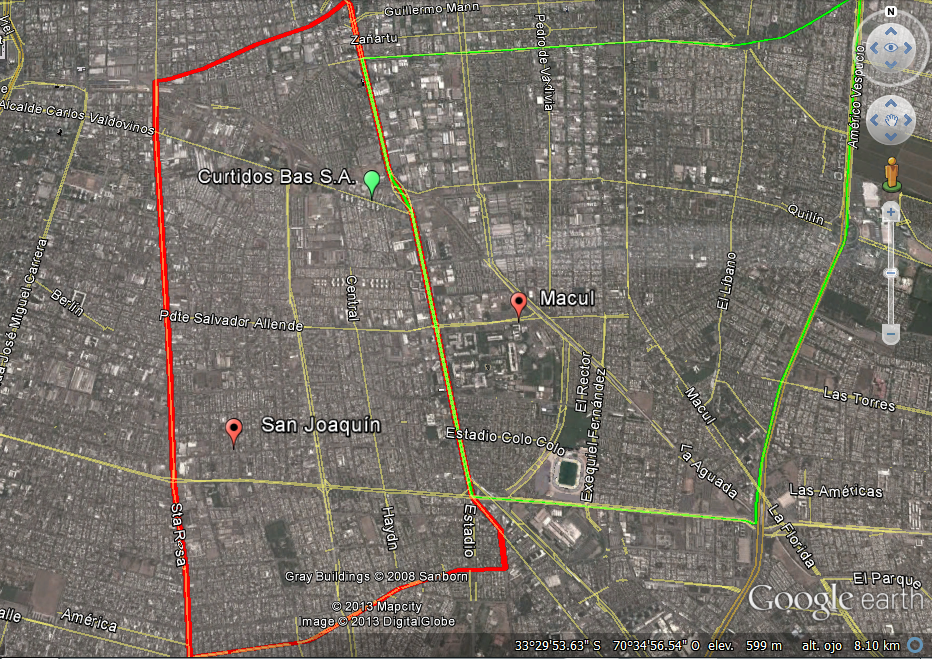 Guillermo Mann
N
Zañartu
Pedro de Valdivia
Américo Vespucio
Alcalde Carlos Valdovinos
Curtidos Bas S.A.
Quilín
José Miguel Carrera
Berlín
Central
El Líbano
Macul
Pdte Salvador Allende
El Rector
Exequiel Fernández
Macul
Las Torres
San Joaquín
Estadio Colo Colo
La Aguada
Las Américas
Sta Rosa
Haydn
Estadio
La Florida
Gray Buildings © 2008 Sanborn
El Parque
© 2013 Mapcity
Google earth
América
Image © 2013 DigitalGlobe
33°29'53.63" S 70°34'56.54" O elev. 599 m alt. ojo 8.10 km